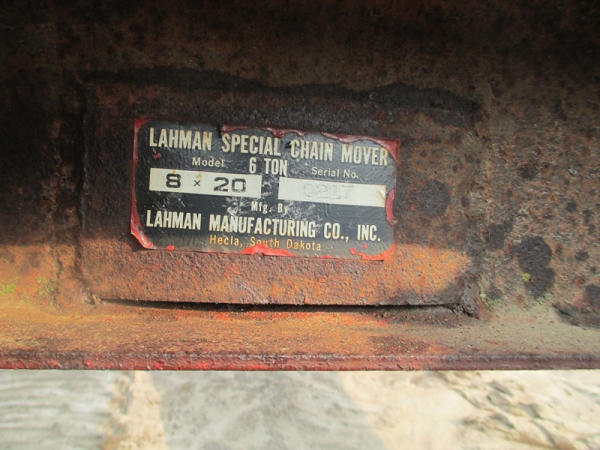 LAHMAN SPECIAL CHAIN MOVER
Model 6 TON Serial No.
8 x 20
Mfg. By
LAHMAN MANUFACTURING CO., INC.
Hecla, South Dakota